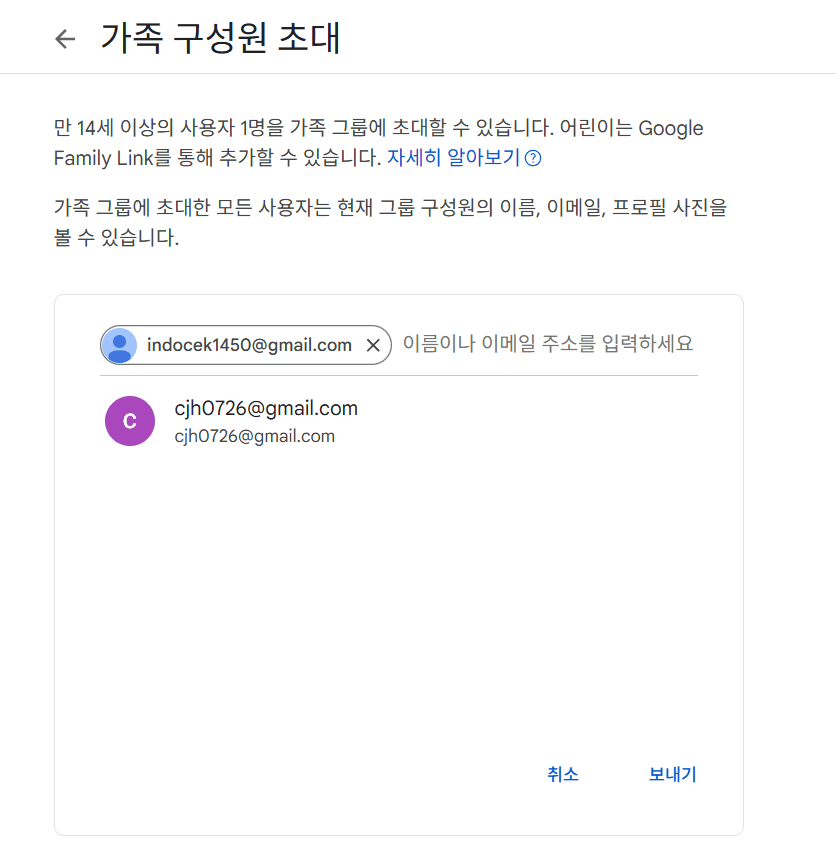 가족 구성원 초대
만 14세 이상의 사용자 1명을 가족 그룹에 초대할 수 있습니다. 어린이는 Google
Family Link를 통해 추가할 수 있습니다. 자세히 알아보기
가족 그룹에 초대한 모든 사용자는 현재 그룹 구성원의 이름, 이메일, 프로필 사진을
볼 수 있습니다.
indocek1450@gmail.com 이름이나 이메일 주소를 입력하세요
C
cjh0726@gmail.com
cjh0726@gmail.com
취소 보내기